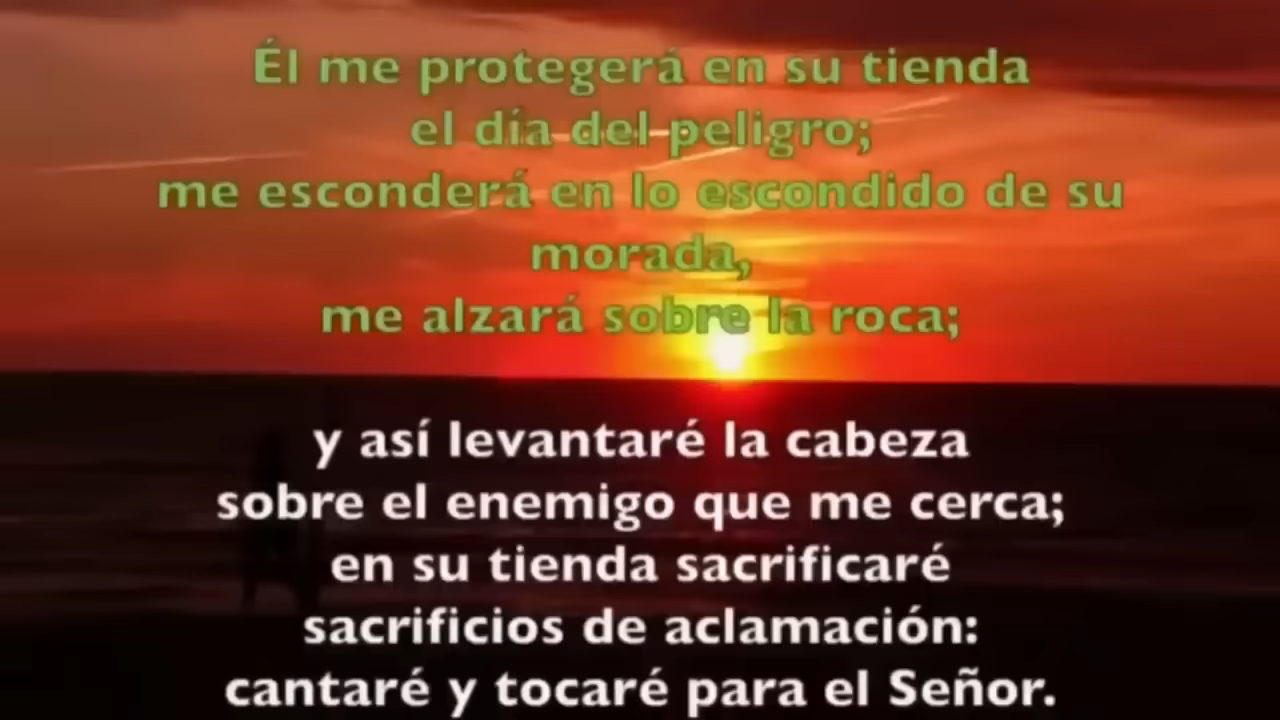 Él me protegerá en su tienda
el día del peligro;
me esconderá en lo escondido de su
morada,
me alzará sobre la roca;
y así levantaré la cabeza
sobre el enemigo que me cerca;
en su tienda sacrificaré
sacrificios de aclamación:
cantaré y tocaré para el Señor.